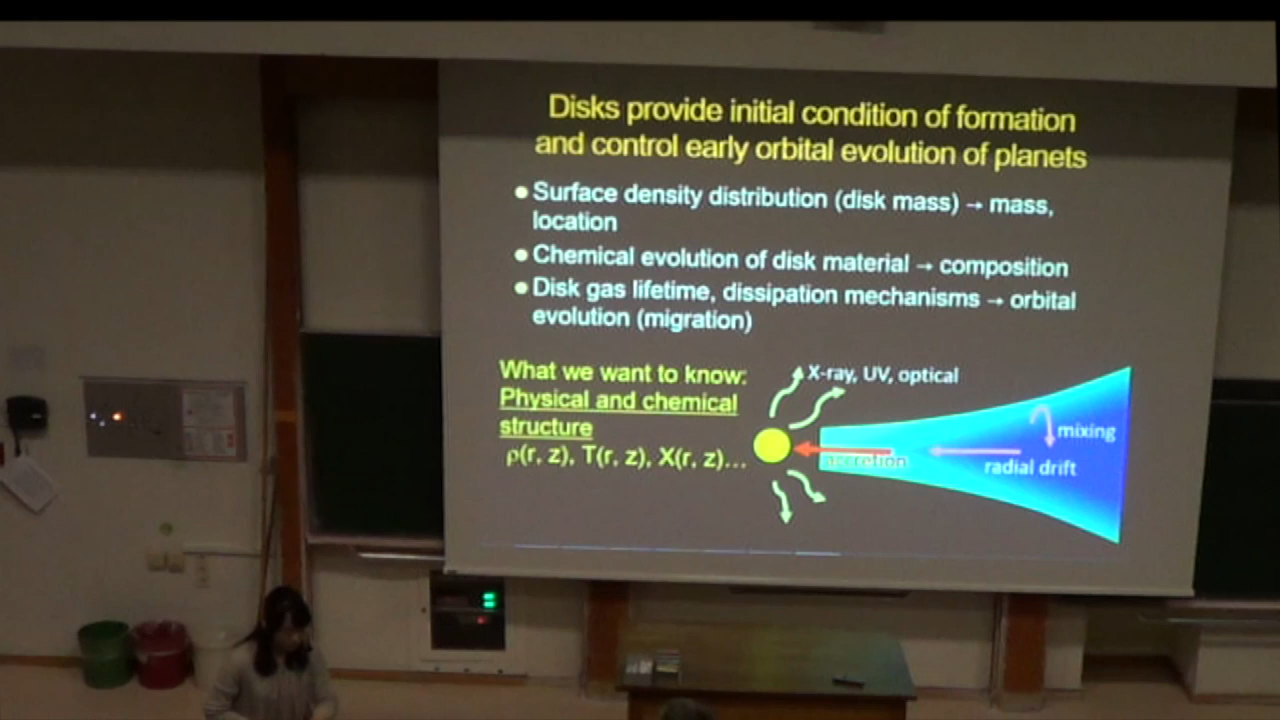 Disks provide initial condition of formation
and control early orbital evolution of planets
● Surface density distribution (disk mass) → mass,
location
● Chemical evolution of disk material → composition
● Disk gas lifetime, dissipation mechanisms → orbital
evolution (migration)
What we want to know:
Physical and chemical
structure
ρ(r, z), T(r, z), X(r, z)...
X-ray, UV, optical
mixing
accretion
radial drift